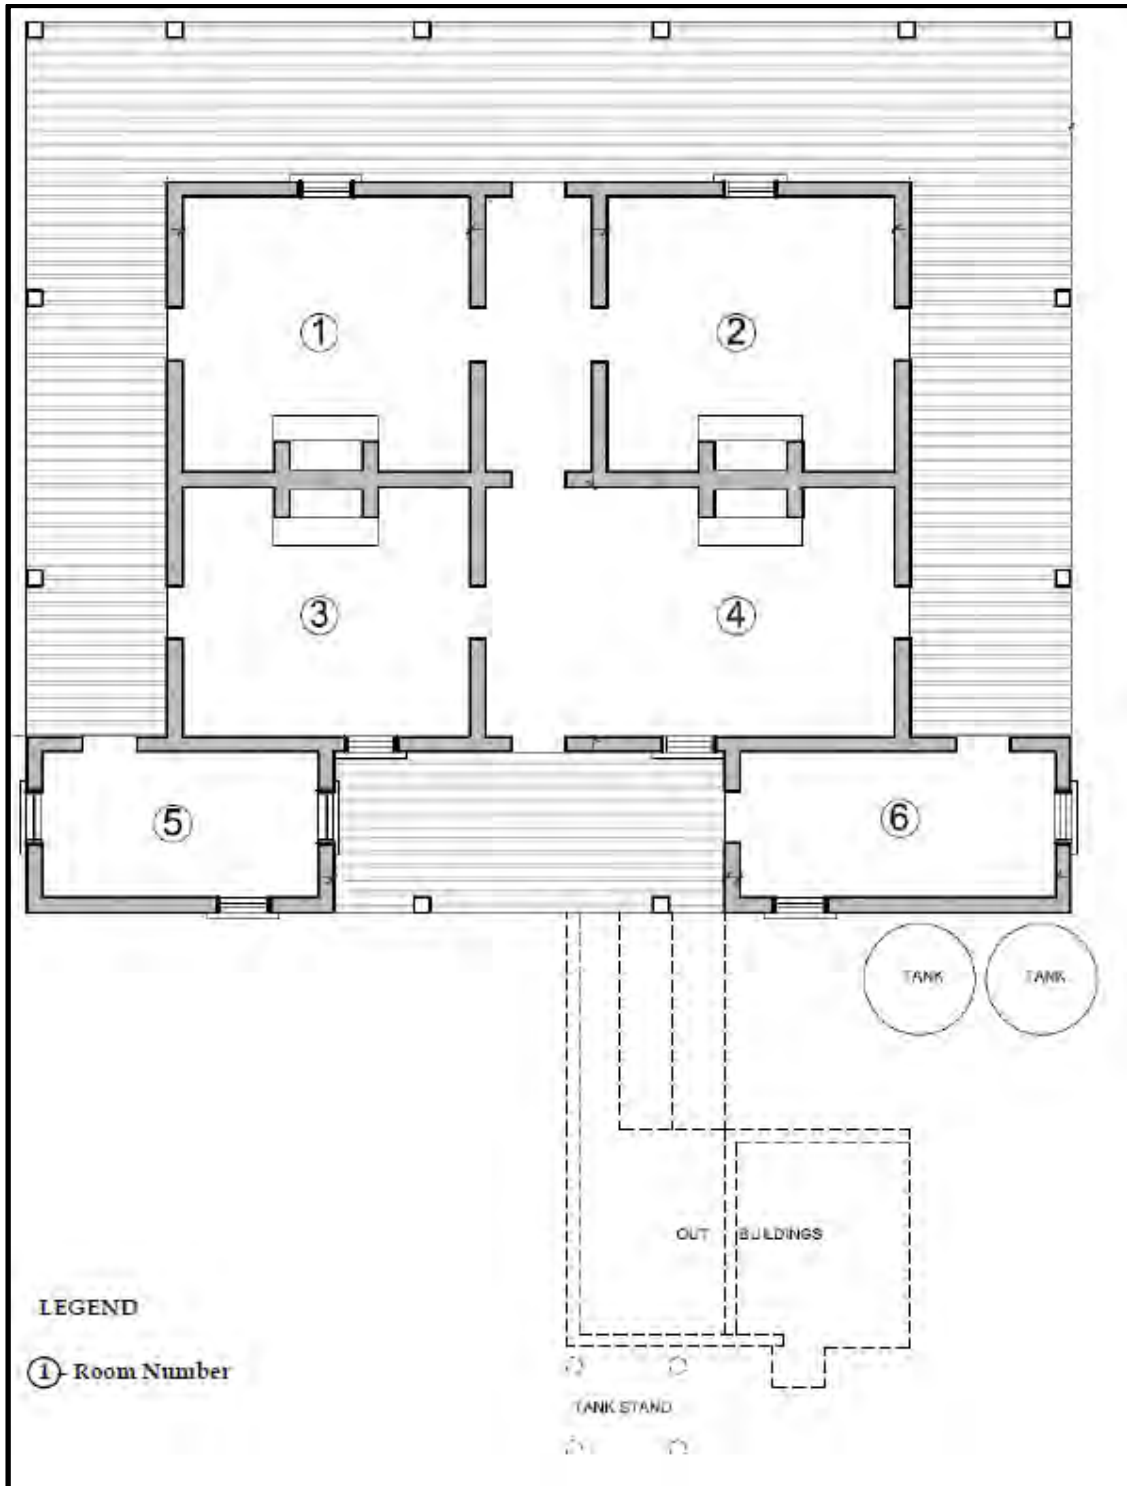 1
2
3
4
5
6
TANK TANK
OUT BUILDINGS
LEGEND
1 - Room Number
TANK STAND